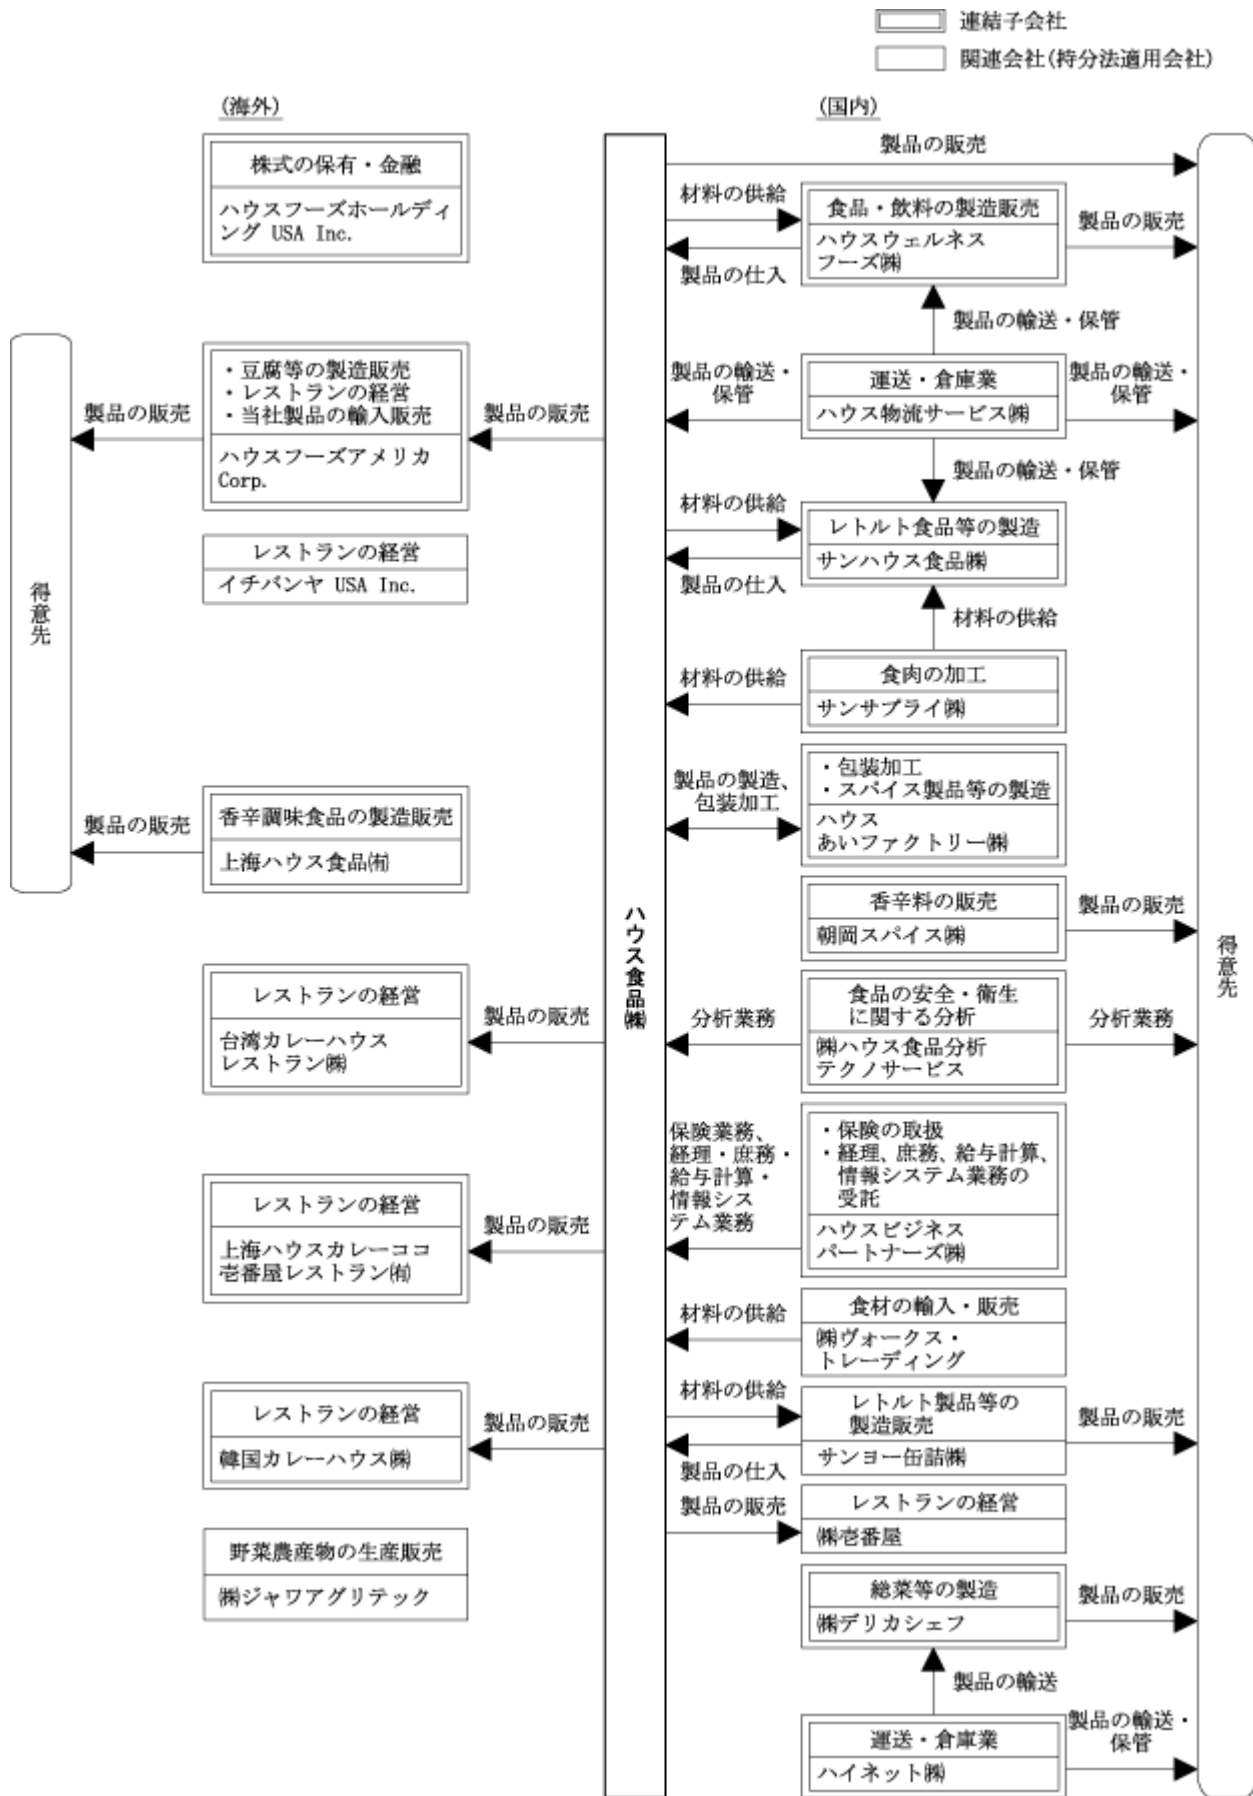 連結子会社
関連会社(持分法適用会社)
(海外)
(国内)
株式の保有・金融
ハウスフーズホールディ
ング USA Inc.
・豆腐等の製造販売
・レストランの経営
・当社製品の輸入販売
ハウスフーズアメリカ
Corp.
製品の販売
製品の販売
レストランの経営
イチバンヤ USA Inc.
得意先
香辛調味食品の製造販売
上海ハウス食品㈲
製品の販売
レストランの経営
台湾カレーハウス
レストラン㈱
製品の販売
レストランの経営
上海ハウスカレーココ
壱番屋レストラン㈲
製品の販売
レストランの経営
韓国カレーハウス㈱
製品の販売
野菜農産物の生産販売
㈱ジャワアグリテック
ハウス食品㈱
製品の販売
材料の供給
製品の仕入
食品・飲料の製造販売
ハウスウェルネス
フーズ㈱
製品の販売
製品の輸送・保管
製品の輸送・
保管
運送・倉庫業
ハウス物流サービス㈱
製品の輸送・
保管
製品の輸送・保管
材料の供給
製品の仕入
レトルト食品等の製造
サンハウス食品㈱
材料の供給
材料の供給
食肉の加工
サンサプライ㈱
製品の製造、
包装加工
・包装加工
・スパイス製品等の製造
ハウス
あいファクトリー㈱
香辛料の販売
朝岡スパイス㈱
製品の販売
分析業務
食品の安全・衛生
に関する分析
㈱ハウス食品分析
テクノサービス
分析業務
保険業務、
経理・庶務・
給与計算・
情報シス
テム業務
・保険の取扱
・経理、庶務、給与計算、
情報システム業務の
受託
ハウスビジネス
パートナーズ㈱
材料の供給
食材の輸入・販売
㈱ヴォークス・
トレーディング
材料の供給
製品の仕入
レトルト製品等の
製造販売
サンヨー缶詰㈱
製品の販売
製品の販売
レストランの経営
㈱壱番屋
総菜等の製造
㈱デリカシェフ
製品の販売
製品の輸送
運送・倉庫業
ハイネット㈱
製品の輸送・
保管
得意先